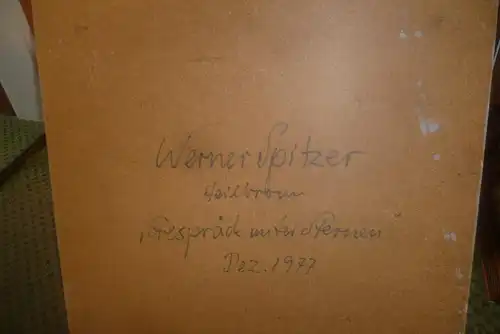 Werner Spitzer
Heilbronn
„Gespräch unter Sternen
Dez. 1977